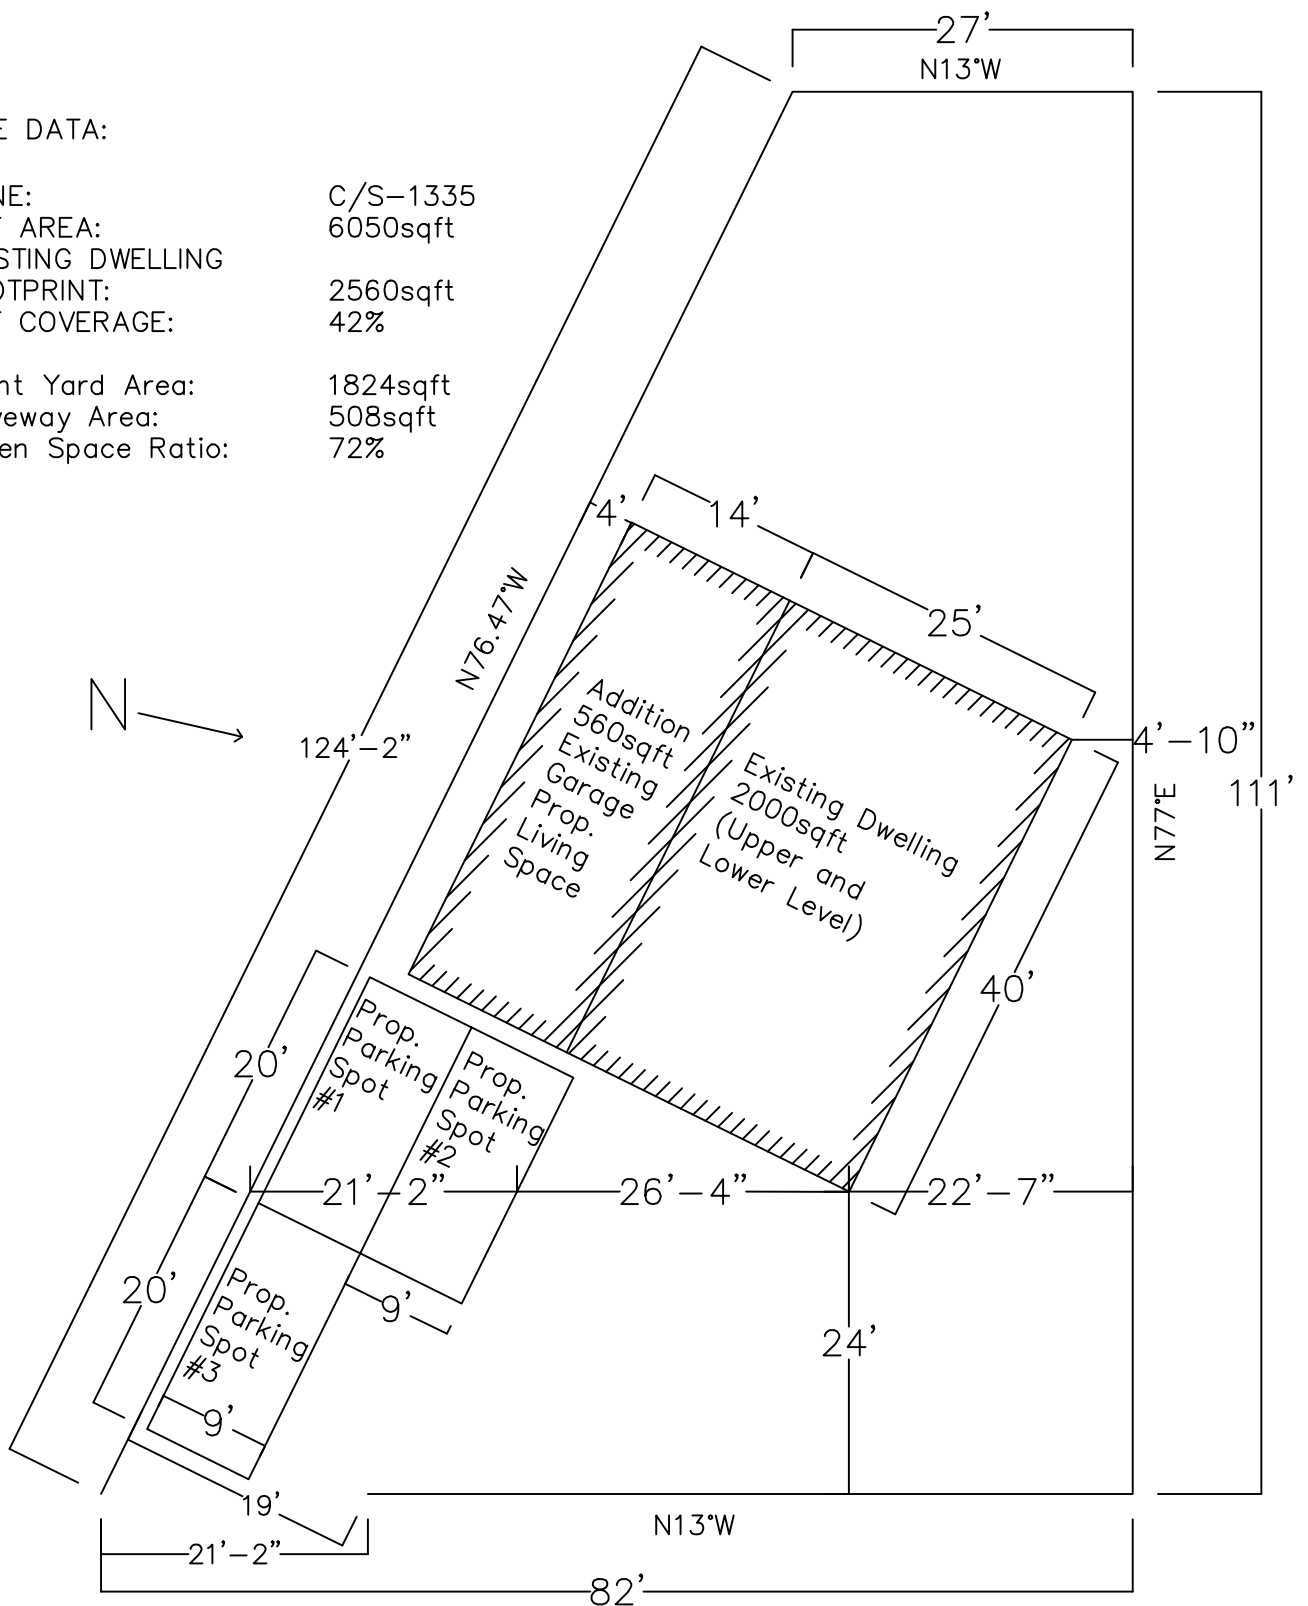 27'
N13°W
E DATA:
NE: C/S-1335
T AREA: 6050sqft
STING DWELLING
OTPRINT: 2560sqft
T COVERAGE: 42%
nt Yard Area: 1824sqft
veway Area: 508sqft
en Space Ratio: 72%
4'
14'
25'
N76.47°W
N
124'-2"
4'-10"
N77°E
111'
Addition
560sqft
Existing
Garage
Prop.
Living
Space
Existing Dwelling
2000sqft
(Upper and
Lower Level)
40'
20'
Prop.
Parking
Spot
#1
Prop.
Parking
Spot
#2
21'-2"
26'-4"
22'-7"
20'
Prop.
Parking
Spot
#3
9'
9'
24'
19'
N13°W
21'-2"
82'